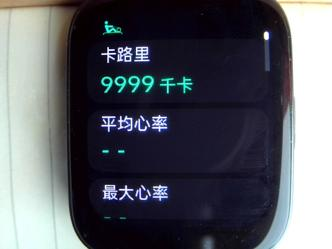 卡路里
9999 千卡
平均心率
--
最大心率
--